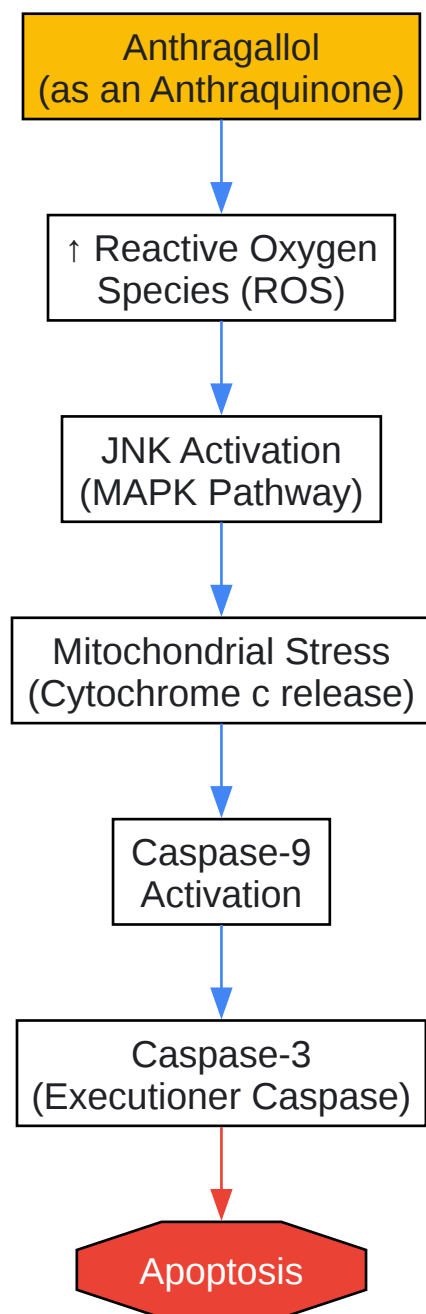 Anthragallol
(as an Anthraquinone)
↑ Reactive Oxygen
Species (ROS)
JNK Activation
(MAPK Pathway)
Mitochondrial Stress
(Cytochrome c release)
Caspase-9
Activation
Caspase-3
(Executioner Caspase)
Apoptosis